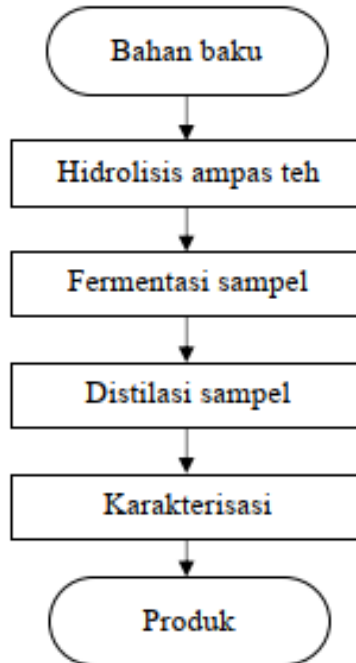 Bahan baku
Hidrolisis ampas teh
Fermentasi sampel
Distilasi sampel
Karakterisasi
Produk